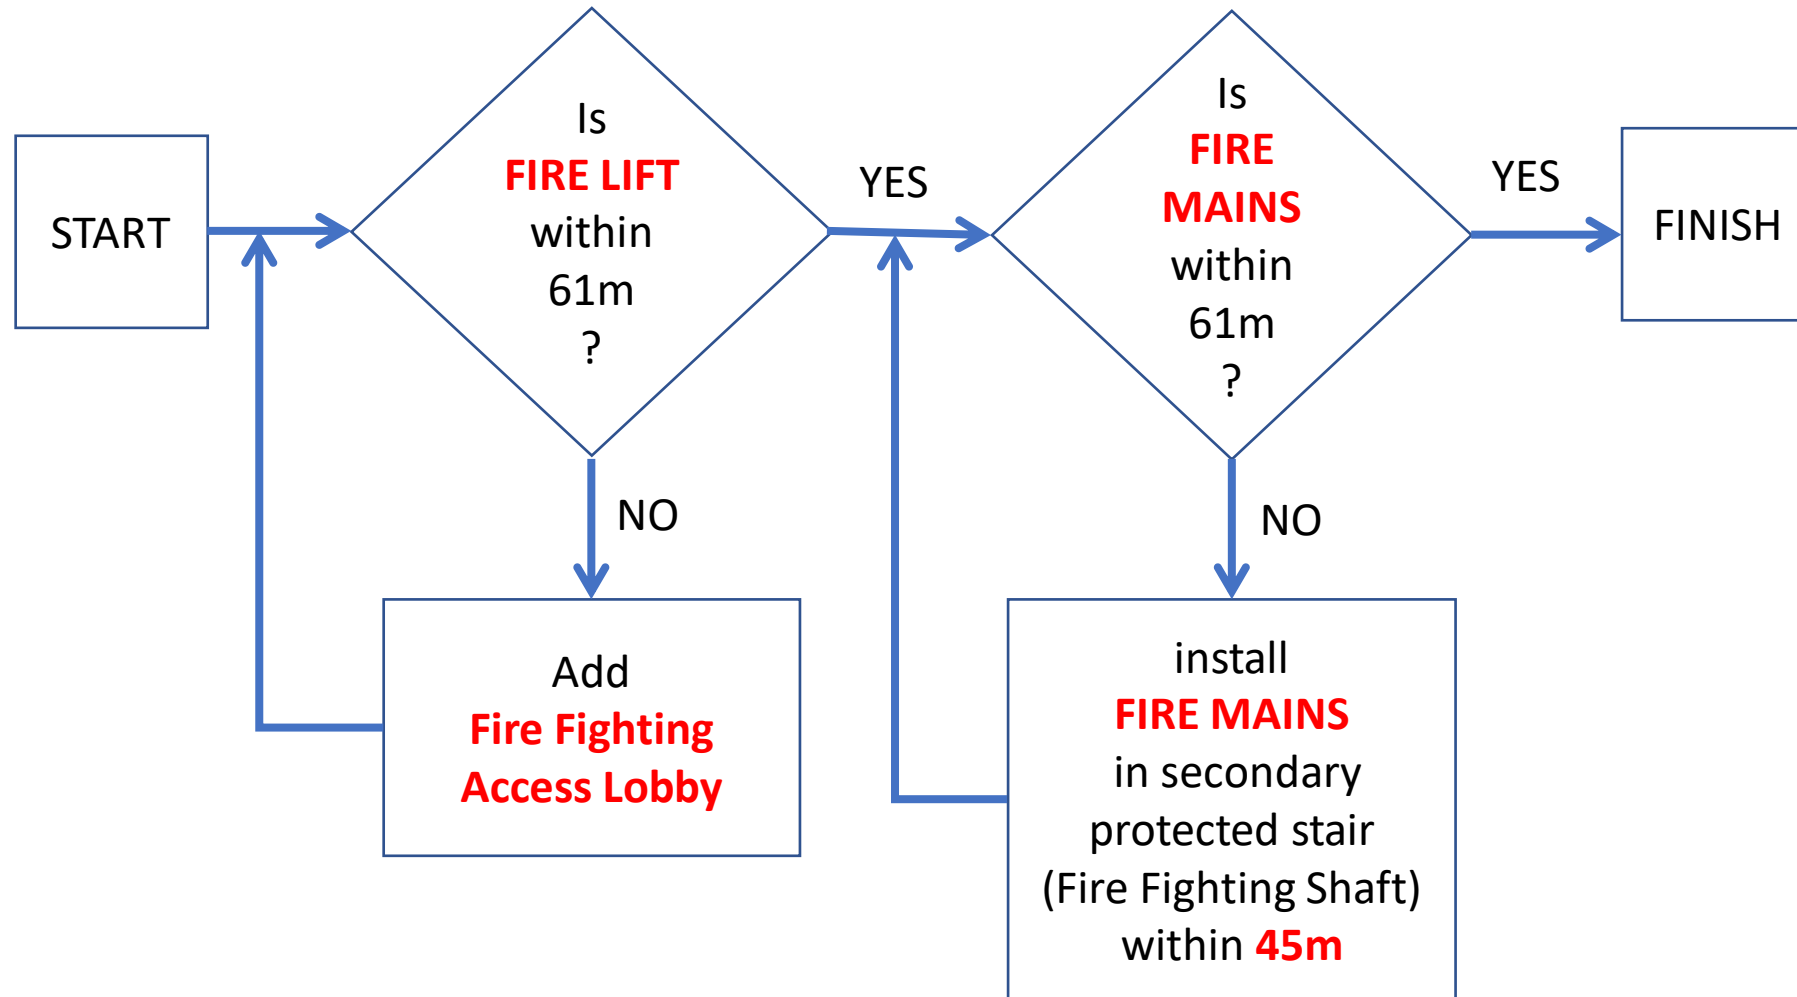 START
Is
FIRE LIFT
within
61m
?
YES
NO
Add
Fire Fighting
Access Lobby
Is
FIRE
MAINS
within
61m
?
YES
NO
install
FIRE MAINS
in secondary
protected stair
(Fire Fighting Shaft)
within 45m
FINISH